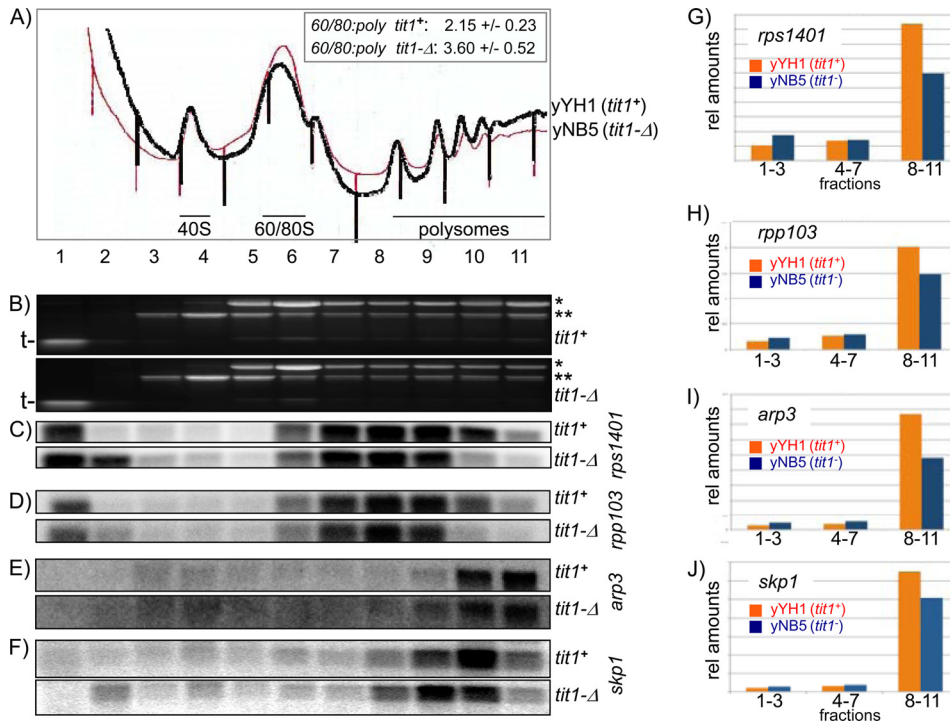 A)
60/80:poly tit1+: 2.15 +/- 0.23
60/80:poly tit1-Δ: 3.60 +/- 0.52
yYH1 (tit1+)
yNB5 (tit1-Δ)
40S 60/80S polysomes
1 2 3 4 5 6 7 8 9 10 11
B)
*
**
t- tit1+
*
**
t- tit1-Δ
C) tit1+
tit1-Δ
rps1401
D) tit1+
tit1-Δ
rpp103
E) tit1+
tit1-Δ
arp3
F) tit1+
tit1-Δ
skp1
G)
rps1401
yYH1 (tit1+)
yNB5 (tit1-)
rel amounts
1-3 4-7 8-11
fractions
H)
rpp103
yYH1 (tit1+)
yNB5 (tit1-)
rel amounts
1-3 4-7 8-11
I)
arp3
yYH1 (tit1+)
yNB5 (tit1-)
rel amounts
1-3 4-7 8-11
J)
skp1
yYH1 (tit1+)
yNB5 (tit1-)
rel amounts
1-3 4-7 8-11
fractions